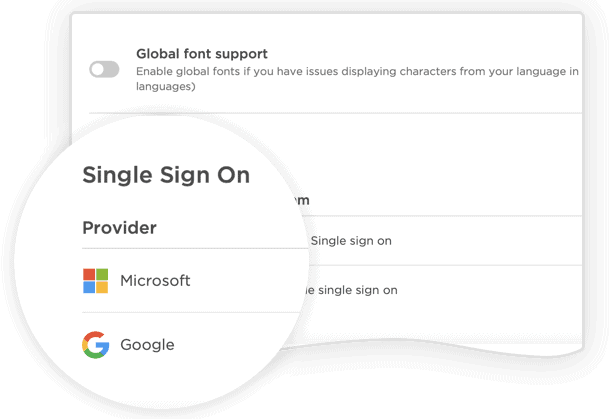 Global font support
Enable global fonts if you have issues displaying characters from your language in
languages)
Single Sign On
Provider
Single sign on
Microsoft
single sign on
Google